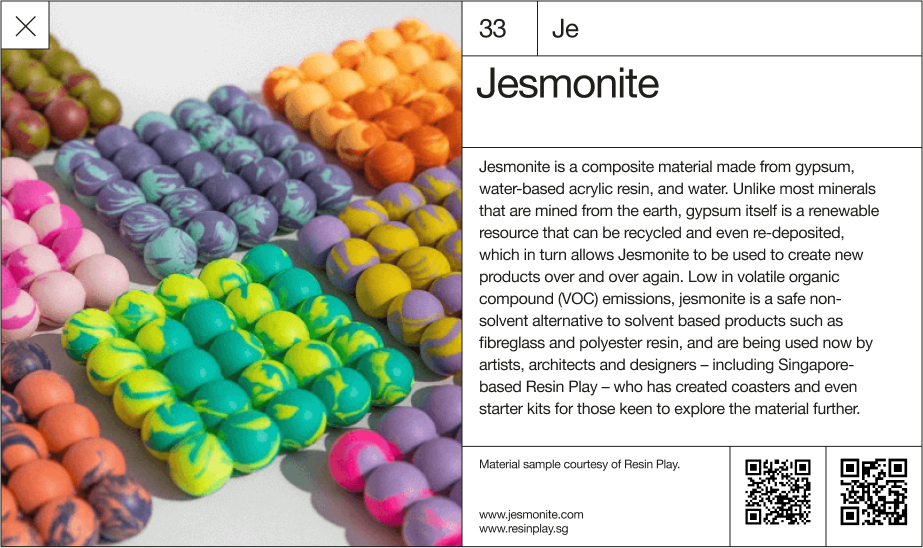 33
Je
Jesmonite
Jesmonite is a composite material made from gypsum,
water-based acrylic resin, and water. Unlike most minerals
that are mined from the earth, gypsum itself is a renewable
resource that can be recycled and even re-deposited,
which in turn allows Jesmonite to be used to create new
products over and over again. Low in volatile organic
compound (VOC) emissions, jesmonite is a safe non-
solvent alternative to solvent based products such as
fibreglass and polyester resin, and are being used now by
artists, architects and designers – including Singapore-
based Resin Play – who has created coasters and even
starter kits for those keen to explore the material further.
Material sample courtesy of Resin Play.
www.jesmonite.com
www.resinplay.sg